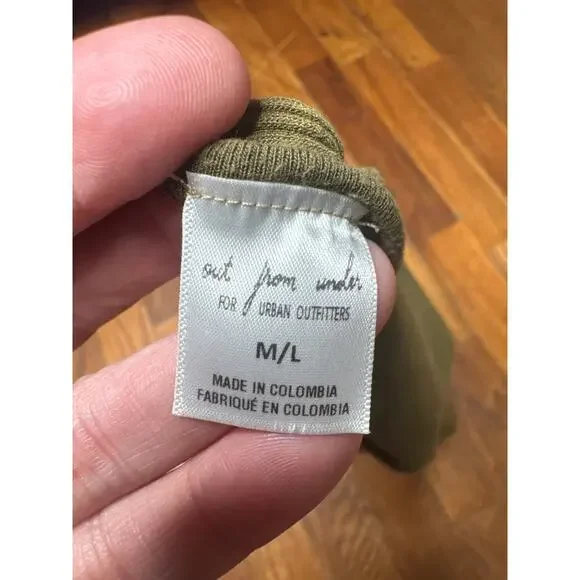 out from under
FOR URBAN OUTFITTERS
M/L
MADE IN COLOMBIA
FABRIQUÉ EN COLOMBIA